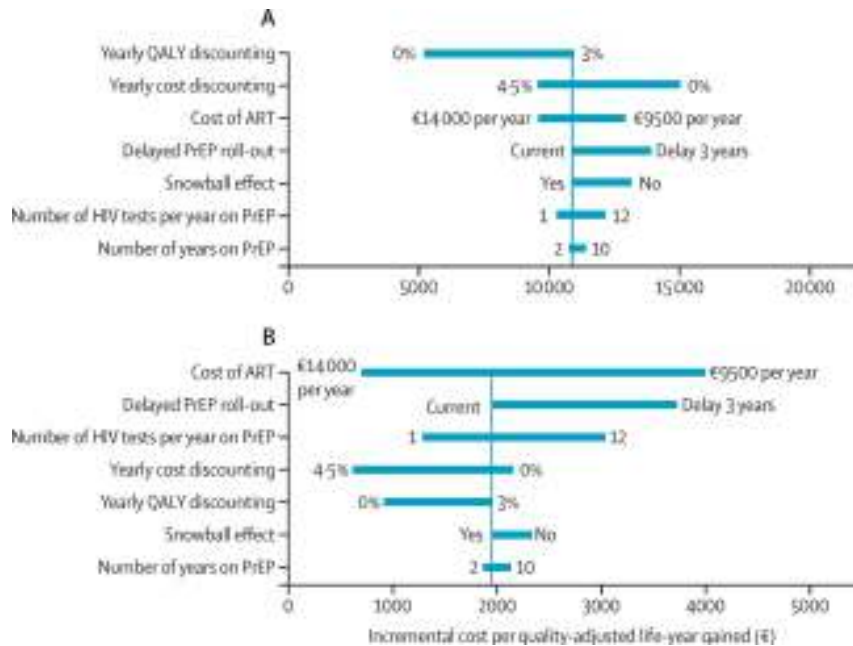 A
Yearly QALY discounting 0% 3%
Yearly cost discounting 4·5% 0%
Cost of ART €14 000 per year €9500 per year
Delayed PrEP roll-out Current Delay 3 years
Snowball effect Yes No
Number of HIV tests per year on PrEP 1 12
Number of years on PrEP 2 10
0 5000 10000 15000 20000
B
Cost of ART €14 000 per year €9500 per year
Delayed PrEP roll-out Current Delay 3 years
Number of HIV tests per year on PrEP 1 12
Yearly cost discounting 4·5% 0%
Yearly QALY discounting 0% 3%
Snowball effect Yes No
Number of years on PrEP 2 10
0 1000 2000 3000 4000 5000
Incremental cost per quality-adjusted life-year gained (€)